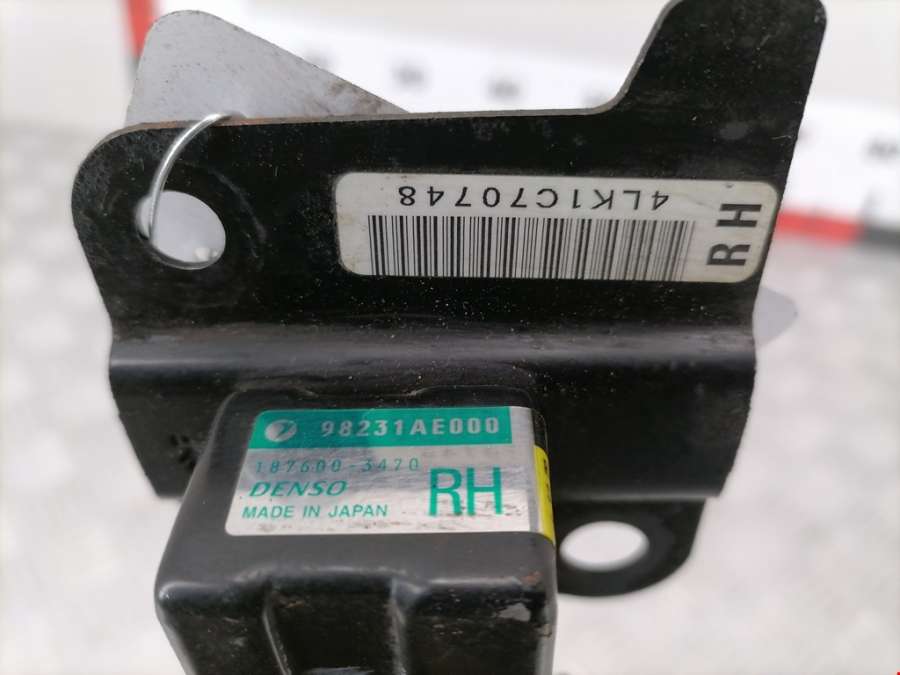 4LK1C70748
RH
98231AE000
187600-3470
DENSO
MADE IN JAPAN
RH